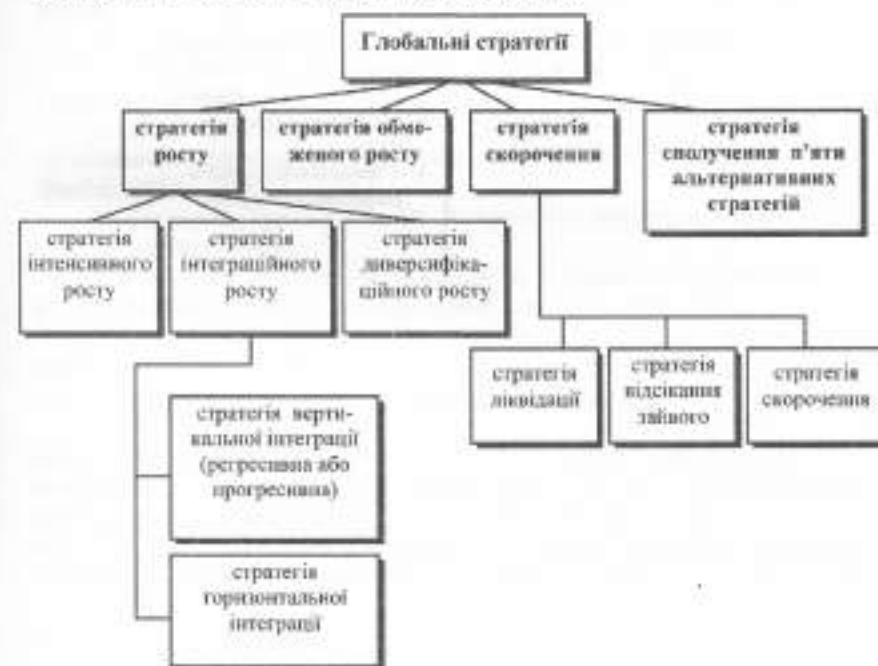 Глобальні стратегії
стратегія
росту
стратегія обме-
женого росту
стратегія
скорочення
стратегія
сполучення п'яти
альтернативних
стратегій
стратегія
інтенсивного
росту
стратегія
інтеграційного
росту
стратегія
диверсифіка-
ційного росту
стратегія
ліквідації
стратегія
відсікання
зайвого
стратегія
скорочення
стратегія верти-
кальної інтеграції
(регресивна або
прогресивна)
стратегія
горизонтальної
інтеграції